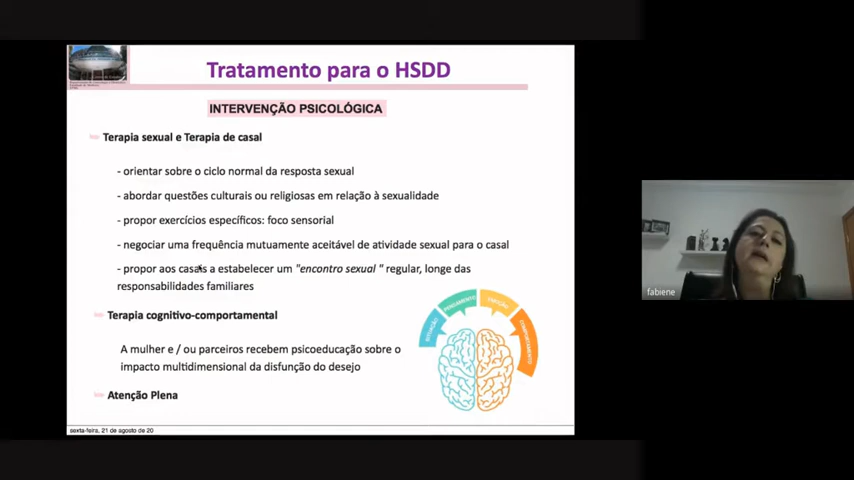 Tratamento para o HSDD
INTERVENÇÃO PSICOLÓGICA
Terapia sexual e Terapia de casal
- orientar sobre o ciclo normal da resposta sexual
- abordar questões culturais ou religiosas em relação à sexualidade
- propor exercícios específicos: foco sensorial
- negociar uma frequência mutuamente aceitável de atividade sexual para o casal
- propor aos casais a estabelecer um "encontro sexual " regular, longe das
responsabilidades familiares
Terapia cognitivo-comportamental
A mulher e / ou parceiros recebem psicoeducação sobre o
impacto multidimensional da disfunção do desejo
SITUAÇÃO
PENSAMENTO
EMOÇÃO
COMPORTAMENTO
Atenção Plena
sexta-feira, 21 de agosto de 20
fabiene